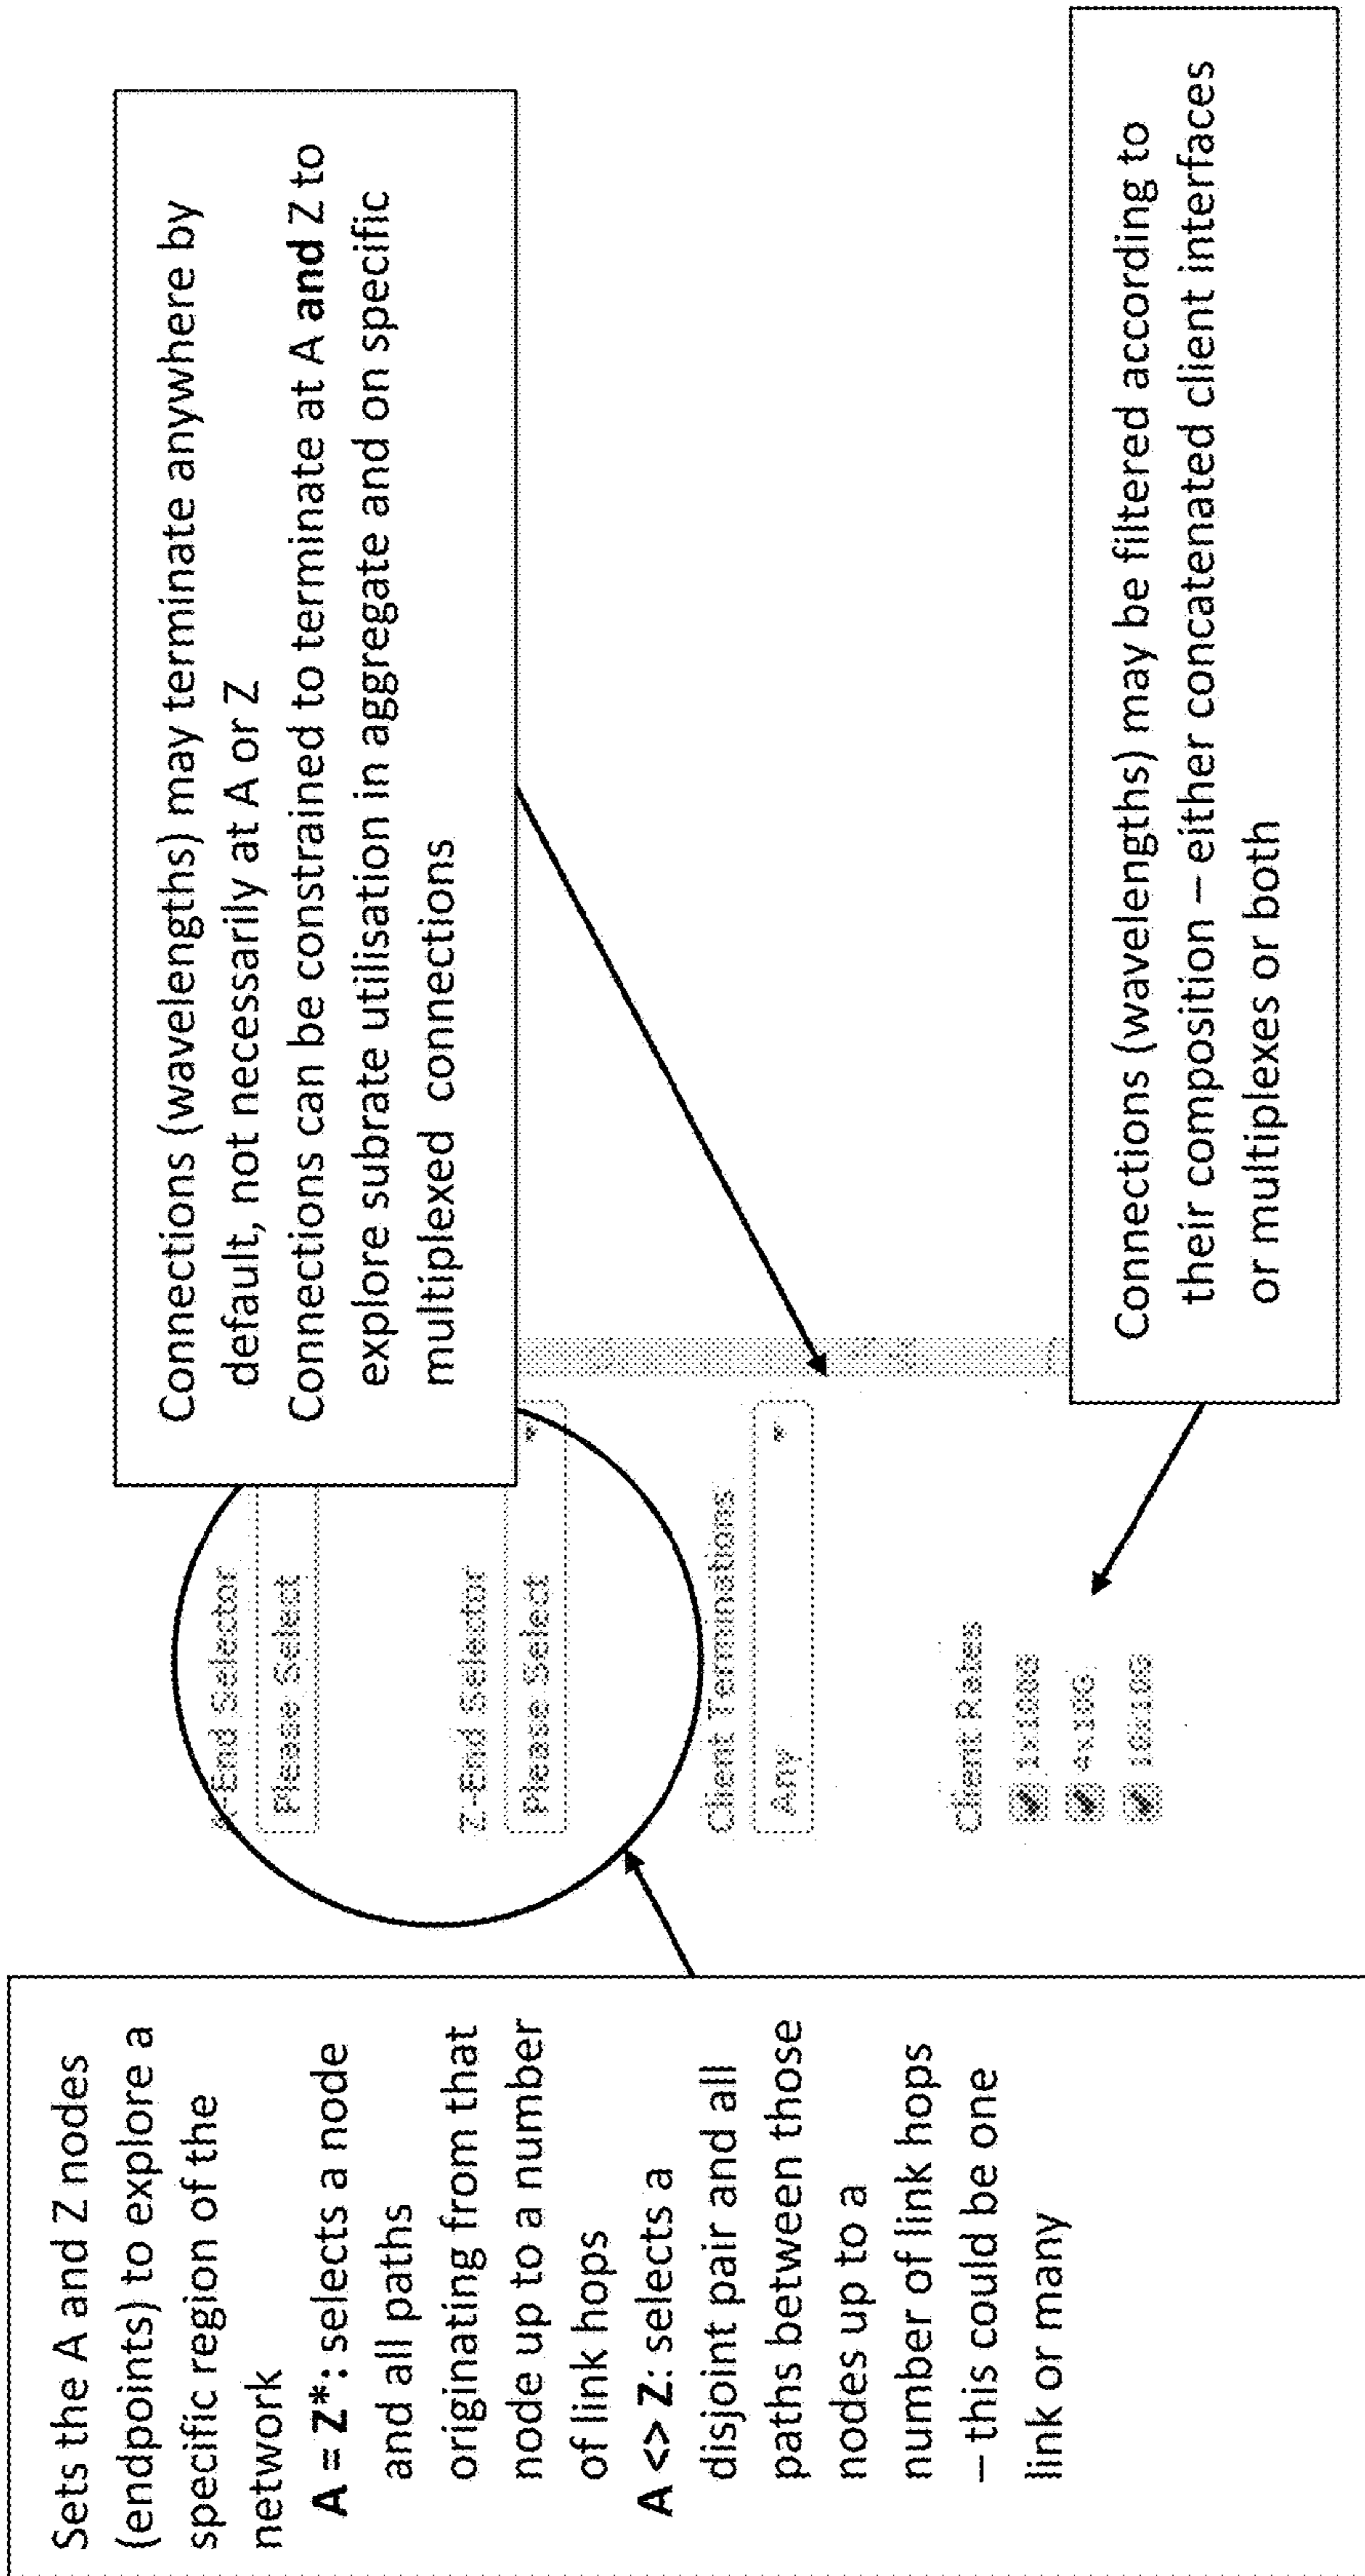 Sets the A and Z nodes
(endpoints) to explore a
specific region of the
network
A = Z*: selects a node
and all paths
originating from that
node up to a number
of link hops
A <> Z: selects a
disjoint pair and all
paths between those
nodes up to a
number of link hops
– this could be one
link or many
A-End Selector
Please Select
Z-End Selector
Please Select
Client Terminations
Any
Client Rates
1x100G
4x10G
10x10G
Connections (wavelengths) may terminate anywhere by
default, not necessarily at A or Z
Connections can be constrained to terminate at A and Z to
explore subrate utilisation in aggregate and on specific
multiplexed connections
Connections (wavelengths) may be filtered according to
their composition – either concatenated client interfaces
or multiplexes or both